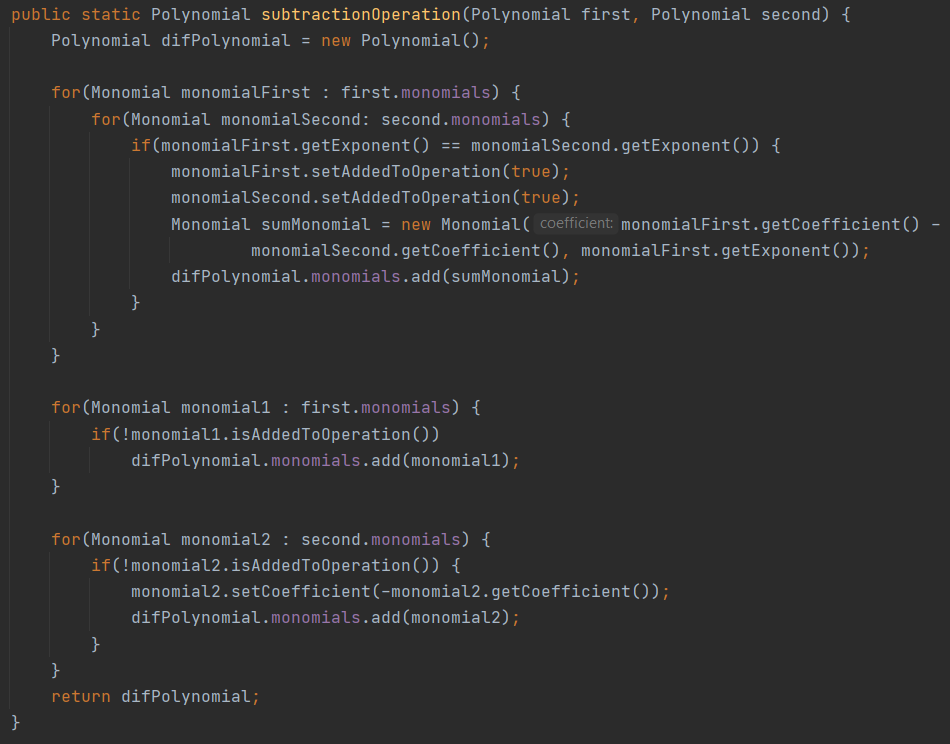 public static Polynomial subtractionOperation(Polynomial first, Polynomial second) {
    Polynomial difPolynomial = new Polynomial();

    for(Monomial monomialFirst : first.monomials) {
        for(Monomial monomialSecond: second.monomials) {
            if(monomialFirst.getExponent() == monomialSecond.getExponent()) {
                monomialFirst.setAddedToOperation(true);
                monomialSecond.setAddedToOperation(true);
                Monomial sumMonomial = new Monomial( coefficient: monomialFirst.getCoefficient() -
                        monomialSecond.getCoefficient(), monomialFirst.getExponent());
                difPolynomial.monomials.add(sumMonomial);
            }
        }
    }

    for(Monomial monomial1 : first.monomials) {
        if(!monomial1.isAddedToOperation())
            difPolynomial.monomials.add(monomial1);
    }

    for(Monomial monomial2 : second.monomials) {
        if(!monomial2.isAddedToOperation()) {
            monomial2.setCoefficient(-monomial2.getCoefficient());
            difPolynomial.monomials.add(monomial2);
        }
    }
    return difPolynomial;
}